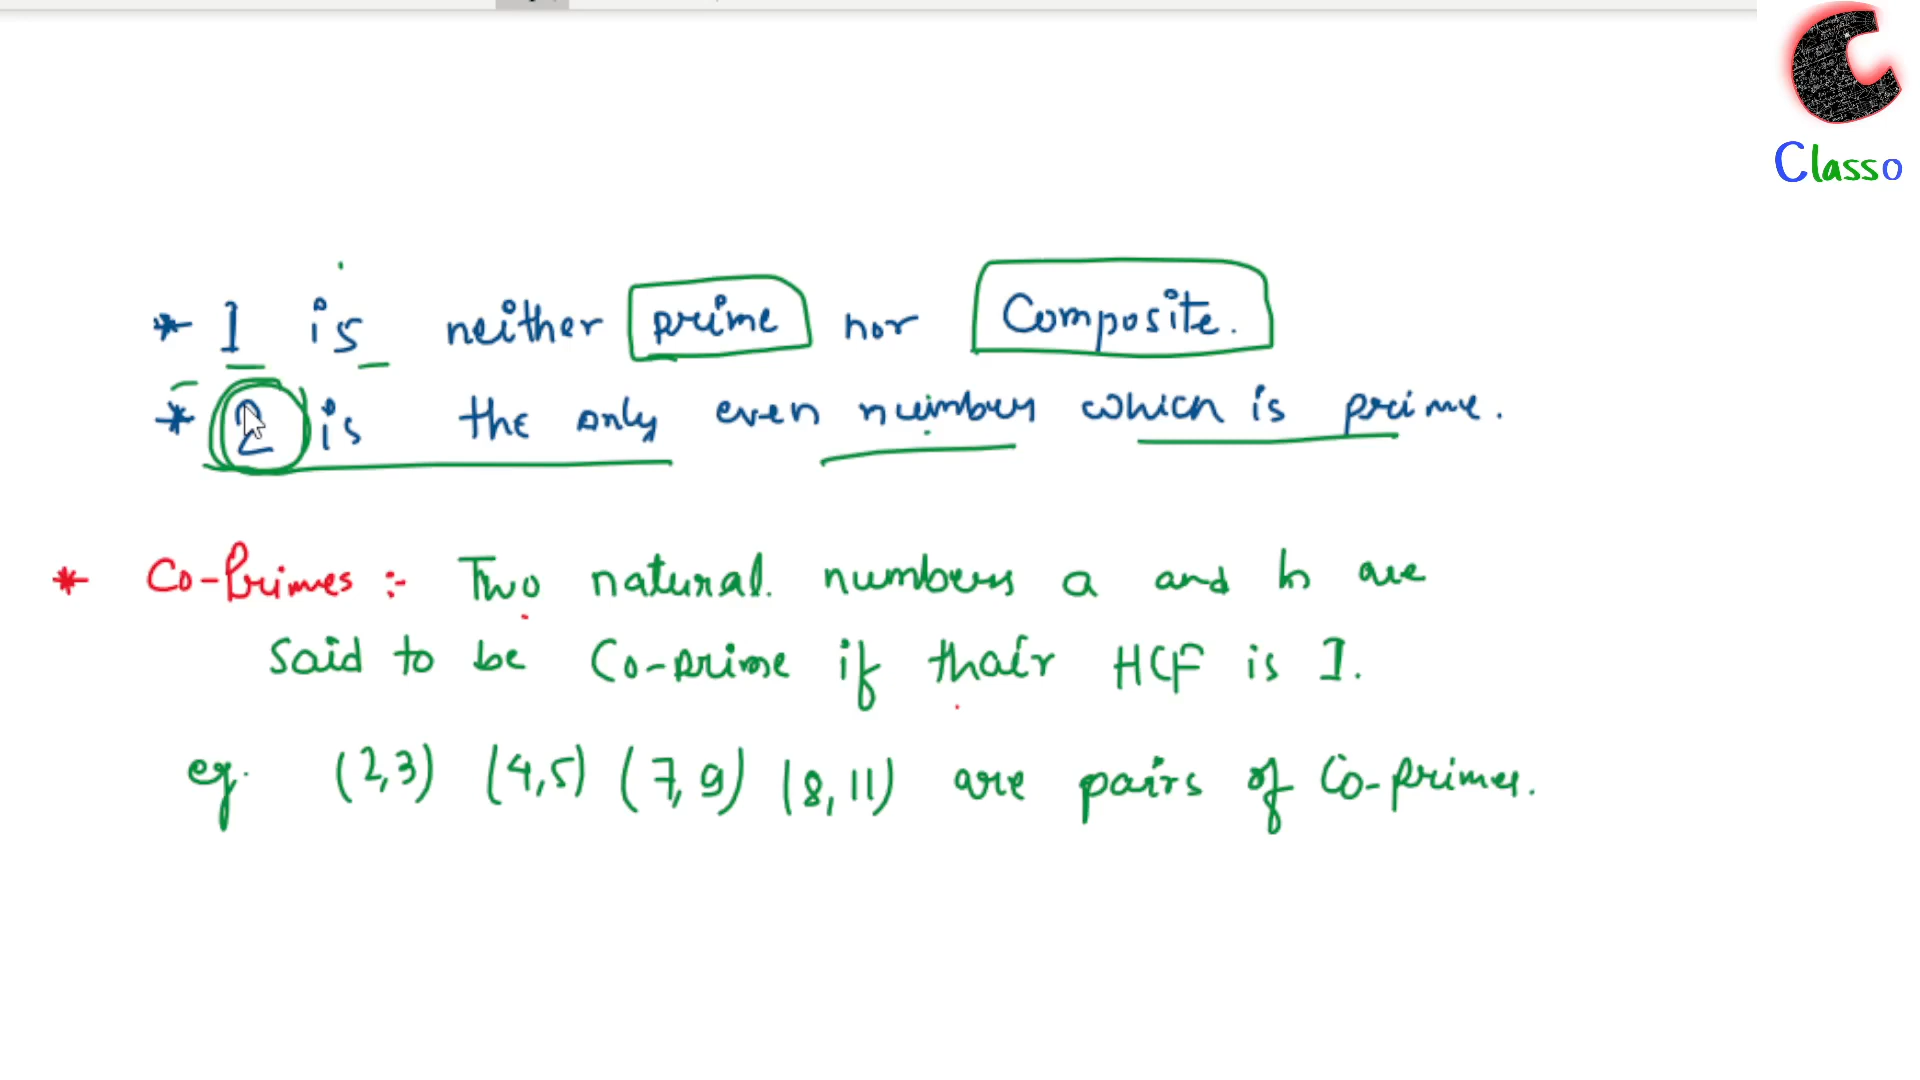 Classo
* 1 is neither prime nor Composite.
* 2 is the only even number which is prime.
* Co-Primes :- Two natural numbers a and b are
Said to be Co-prime if thair HCF is 1.
eg. (2,3) (4,5) (7,9) (8,11) are pairs of Co-primes.